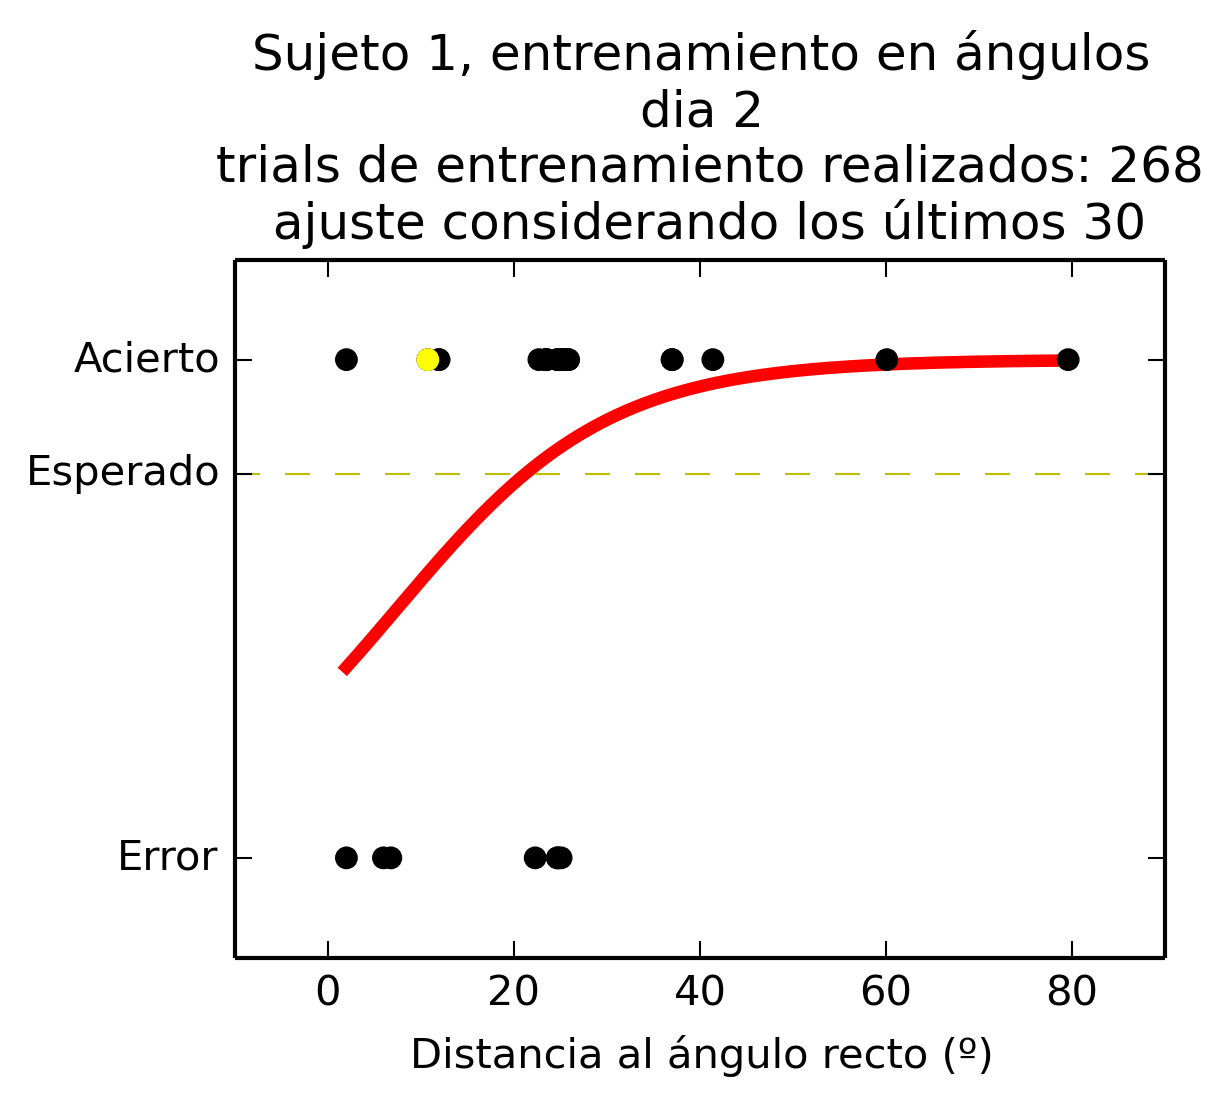 Sujeto 1, entrenamiento en ángulos
dia 2
trials de entrenamiento realizados: 268
ajuste considerando los últimos 30
Acierto
Esperado
Error
0 20 40 60 80
Distancia al ángulo recto (º)